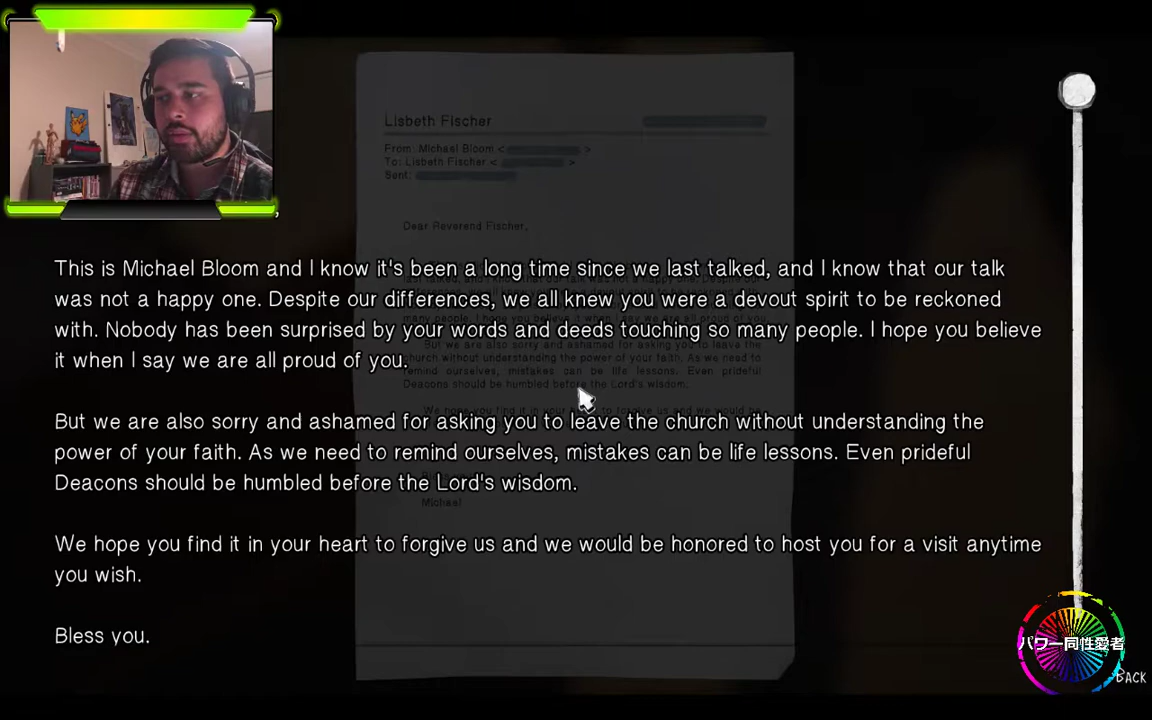 Lisbeth Fischer
From: Michael Bloom < >
To: Lisbeth Fischer < >
Sent:
Dear Reverend Fischer,
This is Michael Bloom and I know it's been a long time since we last talked, and I know that our talk
was not a happy one. Despite our differences, we all knew you were a devout spirit to be reckoned
with. Nobody has been surprised by your words and deeds touching so many people. I hope you believe
it when I say we are all proud of you.
But we are also sorry and ashamed for asking you to leave the church without understanding the
power of your faith. As we need to remind ourselves, mistakes can be life lessons. Even prideful
Deacons should be humbled before the Lord's wisdom.
We hope you find it in your heart to forgive us and we would be honored to host you for a visit anytime
you wish.
Bless you.
Michael
パワー同性愛者
BACK